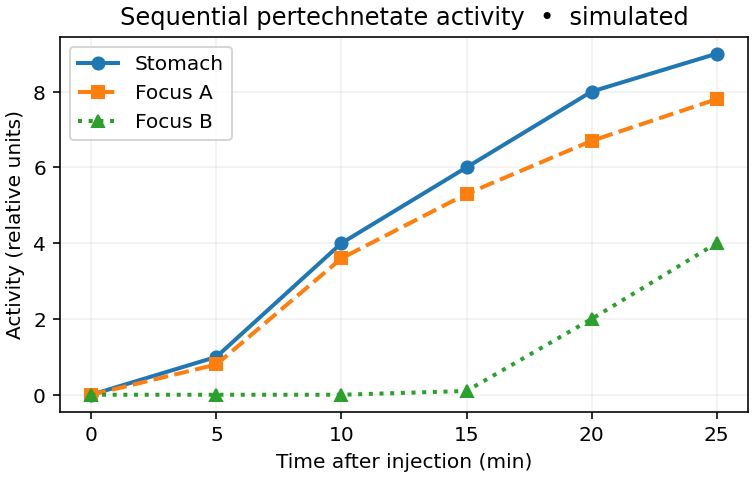 Sequential pertechnetate activity • simulated
Stomach
Focus A
Focus B
Activity (relative units)
8
6
4
2
0
0 5 10 15 20 25
Time after injection (min)